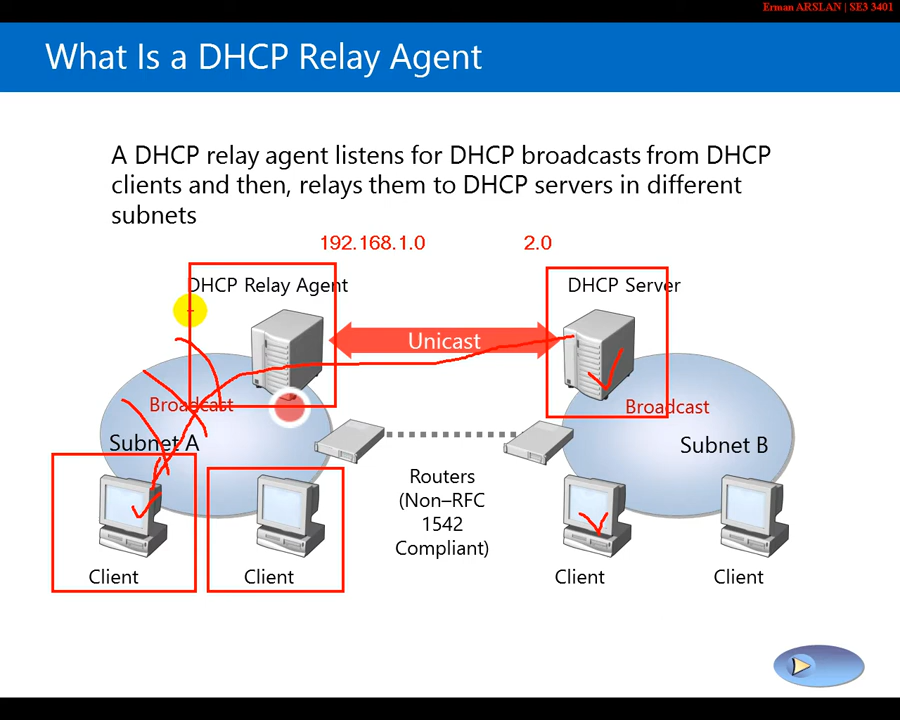 Erman ARSLAN | SE3 3401
What Is a DHCP Relay Agent
A DHCP relay agent listens for DHCP broadcasts from DHCP
clients and then, relays them to DHCP servers in different
subnets
192.168.1.0
2.0
DHCP Relay Agent
DHCP Server
Unicast
Broadcast
Broadcast
Subnet A
Subnet B
Routers
(Non–RFC
1542
Compliant)
Client
Client
Client
Client